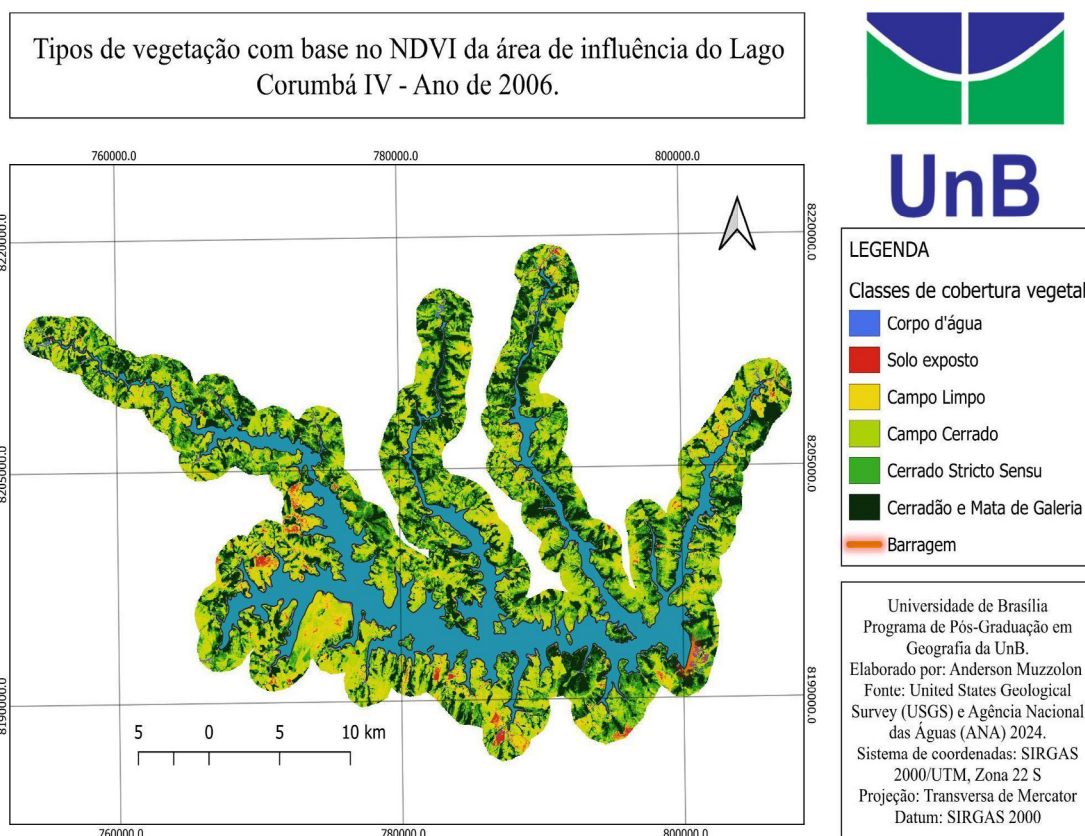 Tipos de vegetação com base no NDVI da área de influência do Lago
Corumbá IV - Ano de 2006.
UnB
760000.0
780000.0
800000.0
8220000.0
8220000.0
8205000.0
8205000.0
8190000.0
8190000.0
5 0 5 10 km
760000.0
780000.0
800000.0
LEGENDA
Classes de cobertura vegetal
Corpo d'água
Solo exposto
Campo Limpo
Campo Cerrado
Cerrado Stricto Sensu
Cerradão e Mata de Galeria
Barragem
Universidade de Brasília
Programa de Pós-Graduação em
Geografia da UnB.
Elaborado por: Anderson Muzzolon
Fonte: United States Geological
Survey (USGS) e Agência Nacional
das Águas (ANA) 2024.
Sistema de coordenadas: SIRGAS
2000/UTM, Zona 22 S
Projeção: Transversa de Mercator
Datum: SIRGAS 2000